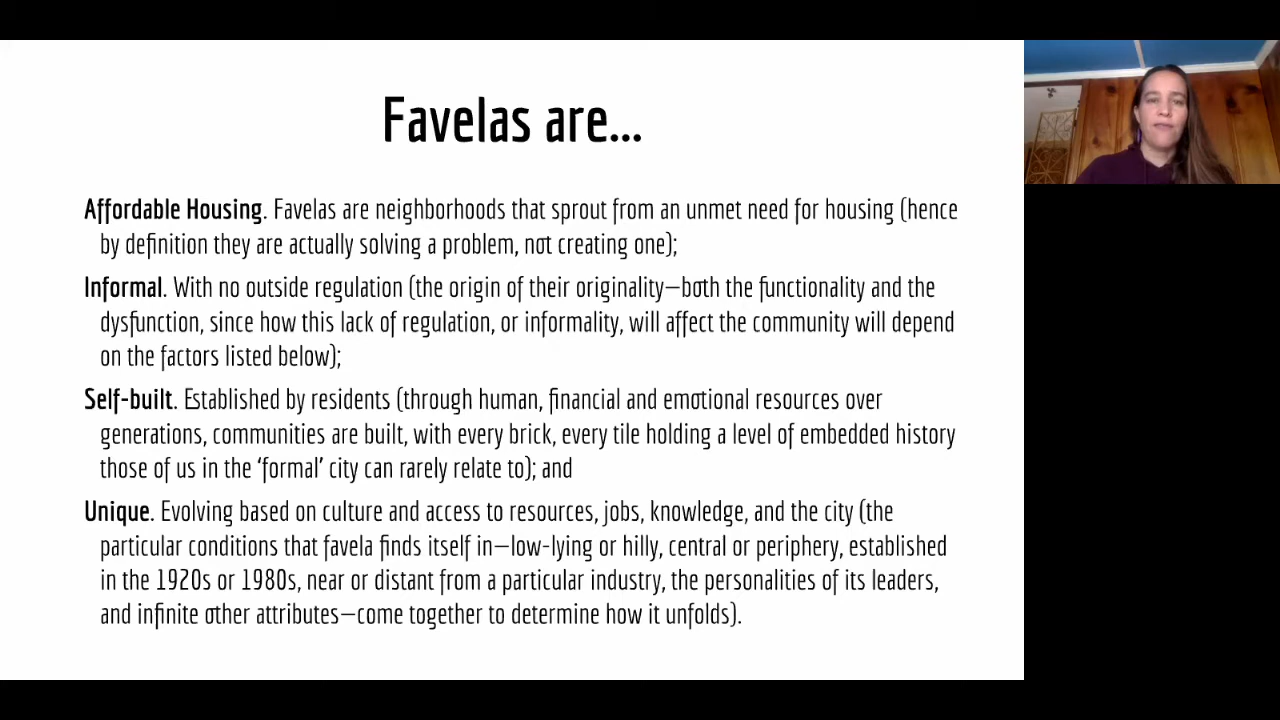 Favelas are...
Affordable Housing. Favelas are neighborhoods that sprout from an unmet need for housing (hence
by definition they are actually solving a problem, not creating one);
Informal. With no outside regulation (the origin of their originality—both the functionality and the
dysfunction, since how this lack of regulation, or informality, will affect the community will depend
on the factors listed below);
Self-built. Established by residents (through human, financial and emotional resources over
generations, communities are built, with every brick, every tile holding a level of embedded history
those of us in the ‘formal’ city can rarely relate to); and
Unique. Evolving based on culture and access to resources, jobs, knowledge, and the city (the
particular conditions that favela finds itself in—low-lying or hilly, central or periphery, established
in the 1920s or 1980s, near or distant from a particular industry, the personalities of its leaders,
and infinite other attributes—come together to determine how it unfolds).